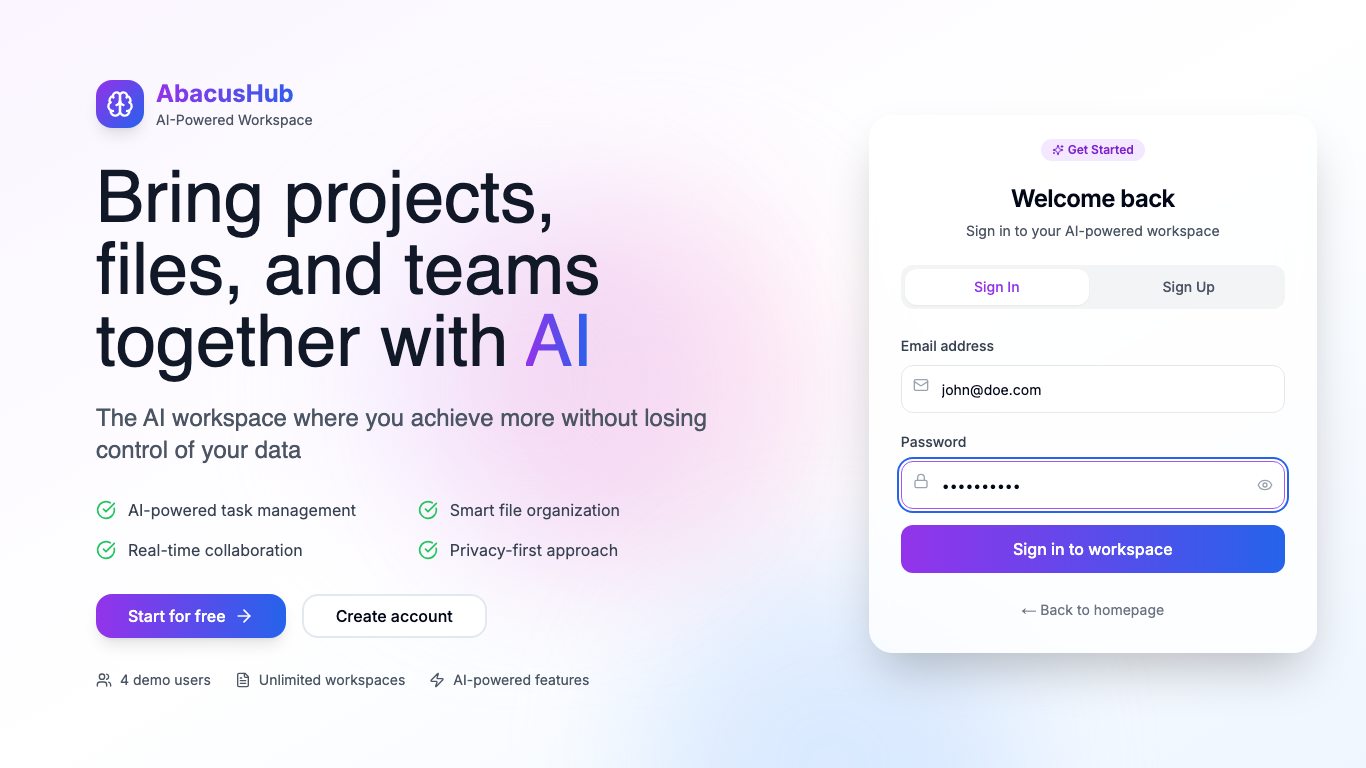 AbacusHub
AI-Powered Workspace
Bring projects,
files, and teams
together with AI
The AI workspace where you achieve more without losing
control of your data
AI-powered task management
Smart file organization
Real-time collaboration
Privacy-first approach
Start for free →
Create account
4 demo users
Unlimited workspaces
AI-powered features
Get Started
Welcome back
Sign in to your AI-powered workspace
Sign In
Sign Up
Email address
john@doe.com
Password
••••••••••
Sign in to workspace
← Back to homepage